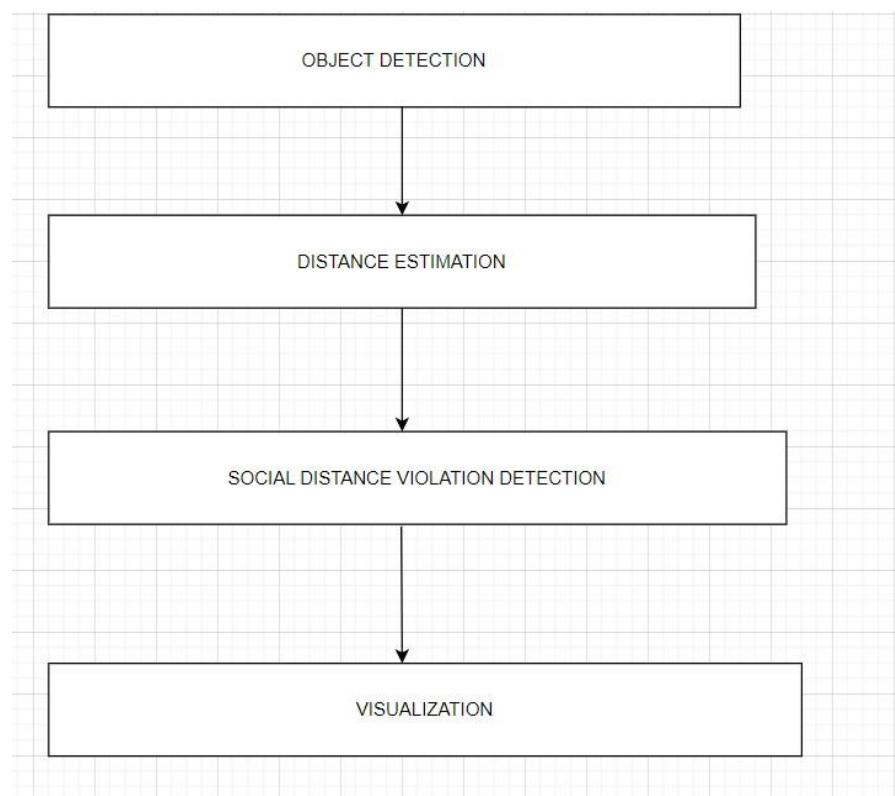 OBJECT DETECTION
DISTANCE ESTIMATION
SOCIAL DISTANCE VIOLATION DETECTION
VISUALIZATION